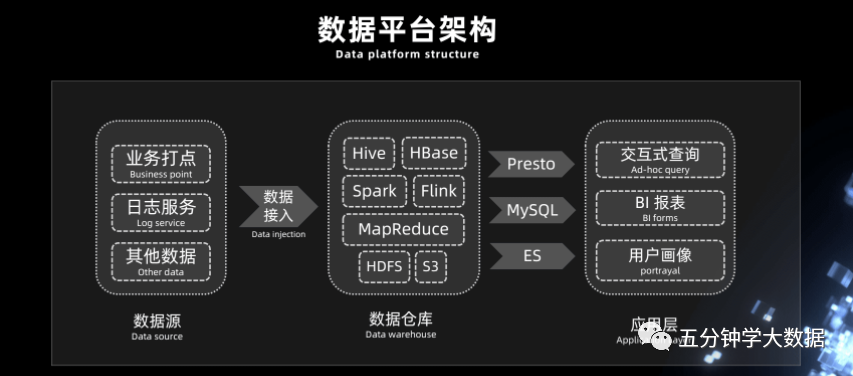 数据平台架构
Data platform structure
业务打点
Business point
日志服务
Log service
其他数据
Other data
数据源
Data source
数据
接入
Data injection
Hive
HBase
Spark
Flink
MapReduce
HDFS
S3
数据仓库
Data warehouse
Presto
MySQL
ES
交互式查询
Ad-hoc query
BI 报表
BI forms
用户画像
portrayal
应用层
五分钟学大数据